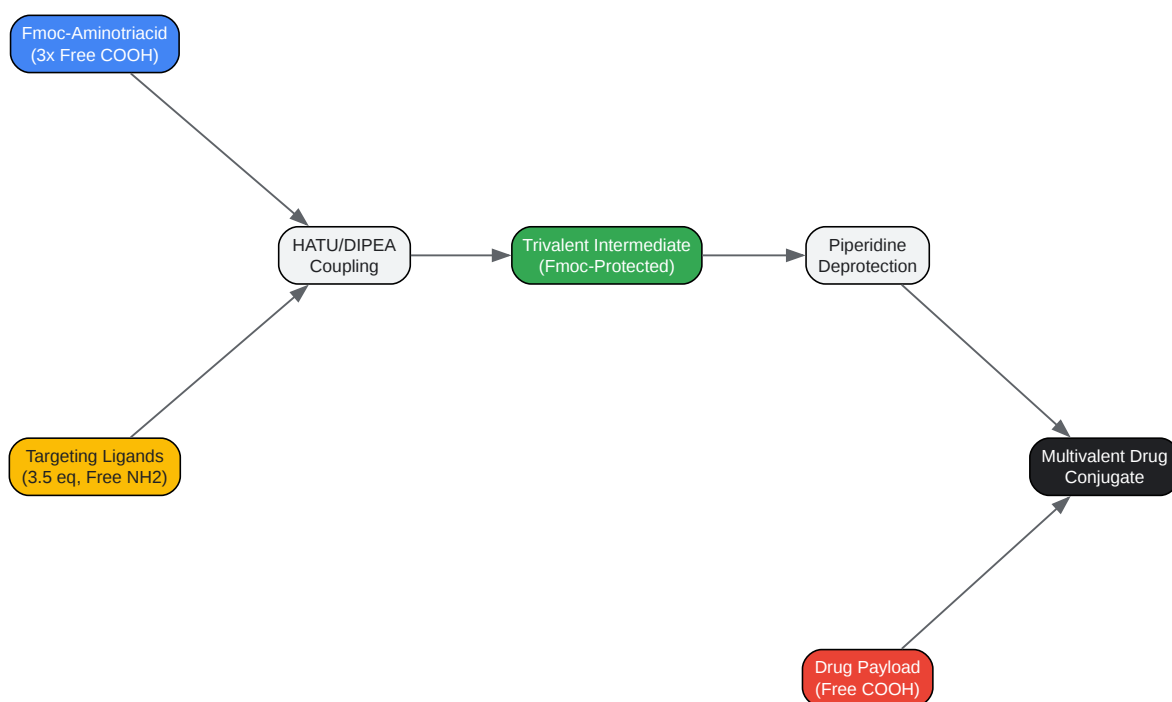 Fmoc-Aminotriacid
(3x Free COOH)
HATU/DIPEA
Coupling
Trivalent Intermediate
(Fmoc-Protected)
Piperidine
Deprotection
Targeting Ligands
(3.5 eq, Free NH2)
Multivalent Drug
Conjugate
Drug Payload
(Free COOH)